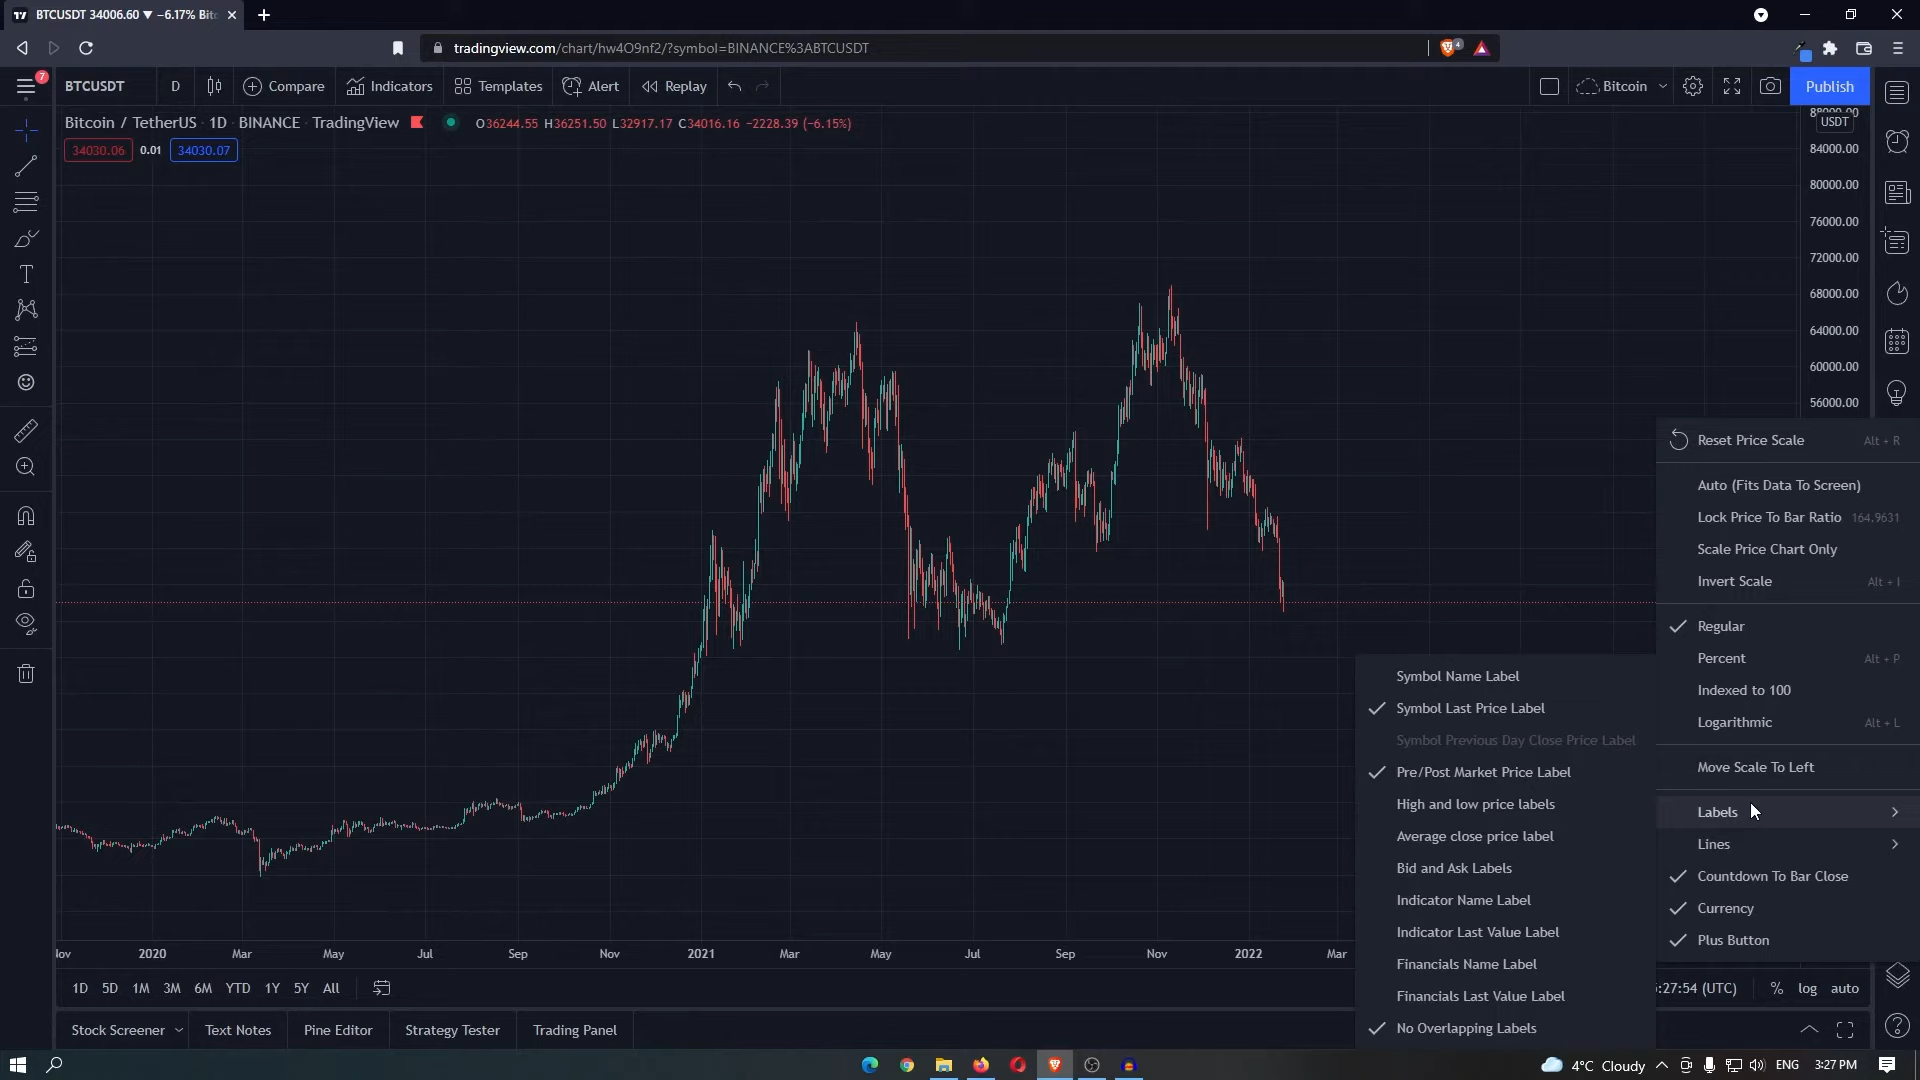 BTCUSDT 34006.60 ▼ −6.17% Bit
tradingview.com/chart/hw4O9nf2/?symbol=BINANCE%3ABTCUSDT
4
7
BTCUSDT D Compare Indicators Templates Alert Replay Bitcoin Publish
Bitcoin / TetherUS · 1D · BINANCE · TradingView O36244.55 H36251.50 L32917.17 C34016.16 −2228.39 (−6.15%)
34030.06 0.01 34030.07
88000.00
USDT
84000.00
80000.00
76000.00
72000.00
68000.00
64000.00
60000.00
56000.00
Reset Price Scale Alt + R
Auto (Fits Data To Screen)
Lock Price To Bar Ratio 164.9631
Scale Price Chart Only
Invert Scale Alt + I
Regular
Percent Alt + P
Indexed to 100
Logarithmic Alt + L
Move Scale To Left
Labels
Lines
Countdown To Bar Close
Currency
Plus Button
Symbol Name Label
Symbol Last Price Label
Symbol Previous Day Close Price Label
Pre/Post Market Price Label
High and low price labels
Average close price label
Bid and Ask Labels
Indicator Name Label
Indicator Last Value Label
Financials Name Label
Financials Last Value Label
No Overlapping Labels
Nov 2020 Mar May Jul Sep Nov 2021 Mar May Jul Sep Nov 2022 Mar
1D 5D 1M 3M 6M YTD 1Y 5Y All :27:54 (UTC) % log auto
Stock Screener Text Notes Pine Editor Strategy Tester Trading Panel
4°C Cloudy ENG 3:27 PM